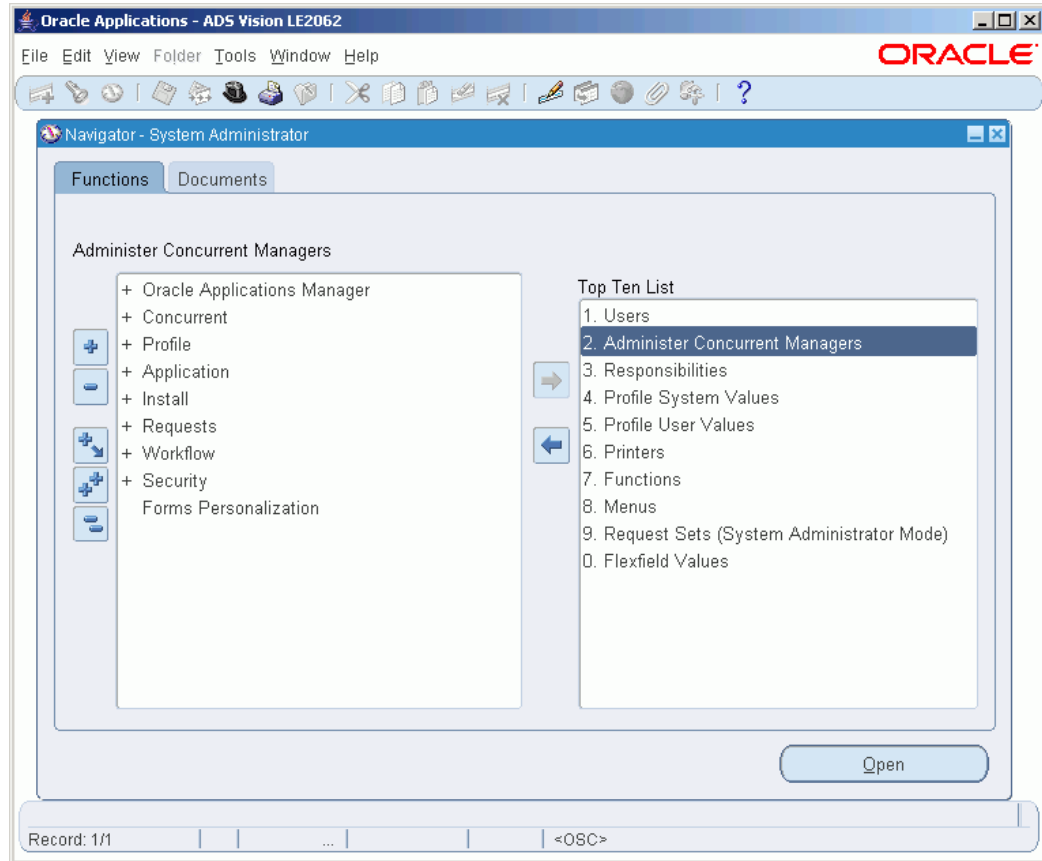 Oracle Applications - ADS Vision LE2062
File Edit View Folder Tools Window Help
ORACLE
Navigator - System Administrator
Functions Documents
Administer Concurrent Managers
+ Oracle Applications Manager
+ Concurrent
+ Profile
+ Application
+ Install
+ Requests
+ Workflow
+ Security
Forms Personalization
Top Ten List
1. Users
2. Administer Concurrent Managers
3. Responsibilities
4. Profile System Values
5. Profile User Values
6. Printers
7. Functions
8. Menus
9. Request Sets (System Administrator Mode)
0. Flexfield Values
Open
Record: 1/1 ... <OSC>